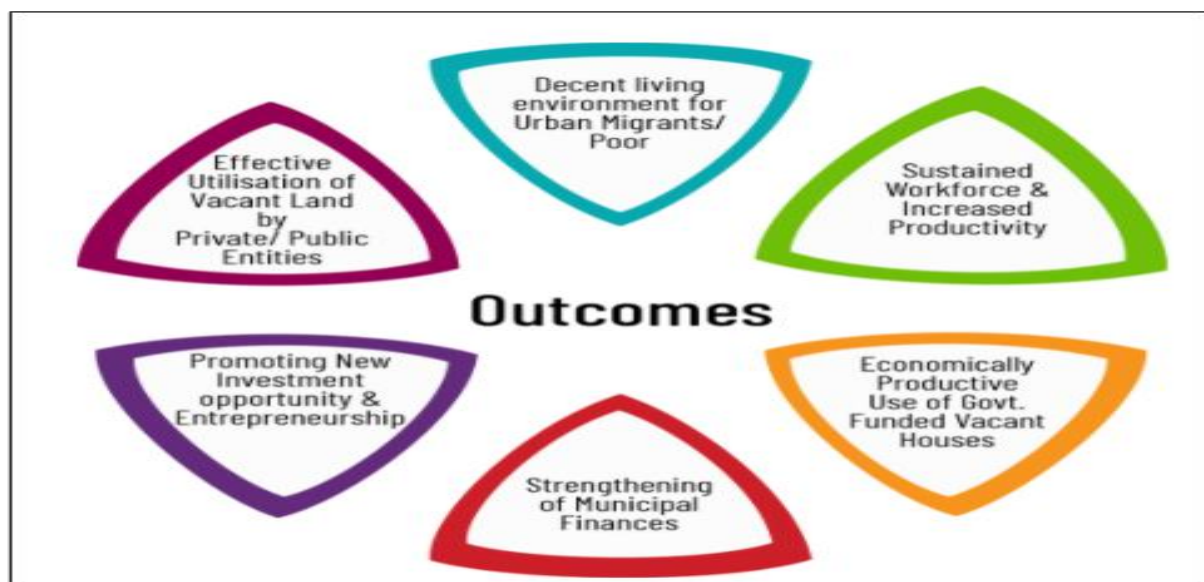 Decent living
environment for
Urban Migrants/
Poor
Effective
Utilisation of
Vacant Land
by
Private/ Public
Entities
Sustained
Workforce &
Increased
Productivity
Outcomes
Promoting New
Investment
opportunity &
Entrepreneurship
Economically
Productive
Use of Govt.
Funded Vacant
Houses
Strengthening
of Municipal
Finances